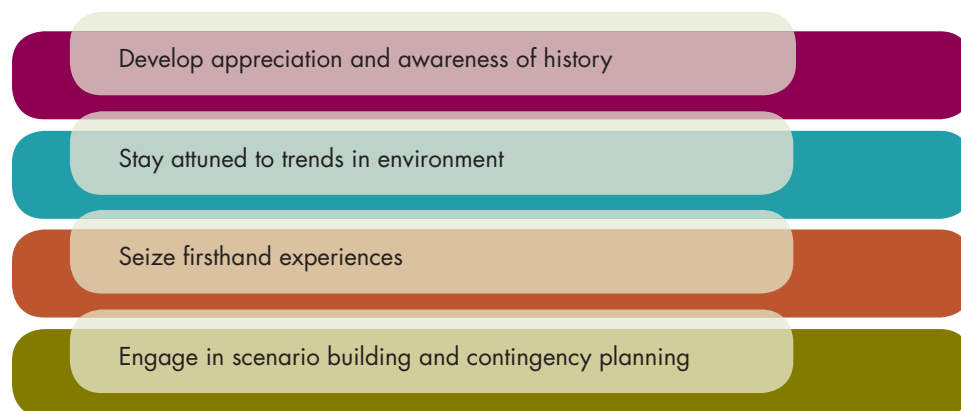 Develop appreciation and awareness of history
Stay attuned to trends in environment
Seize firsthand experiences
Engage in scenario building and contingency planning